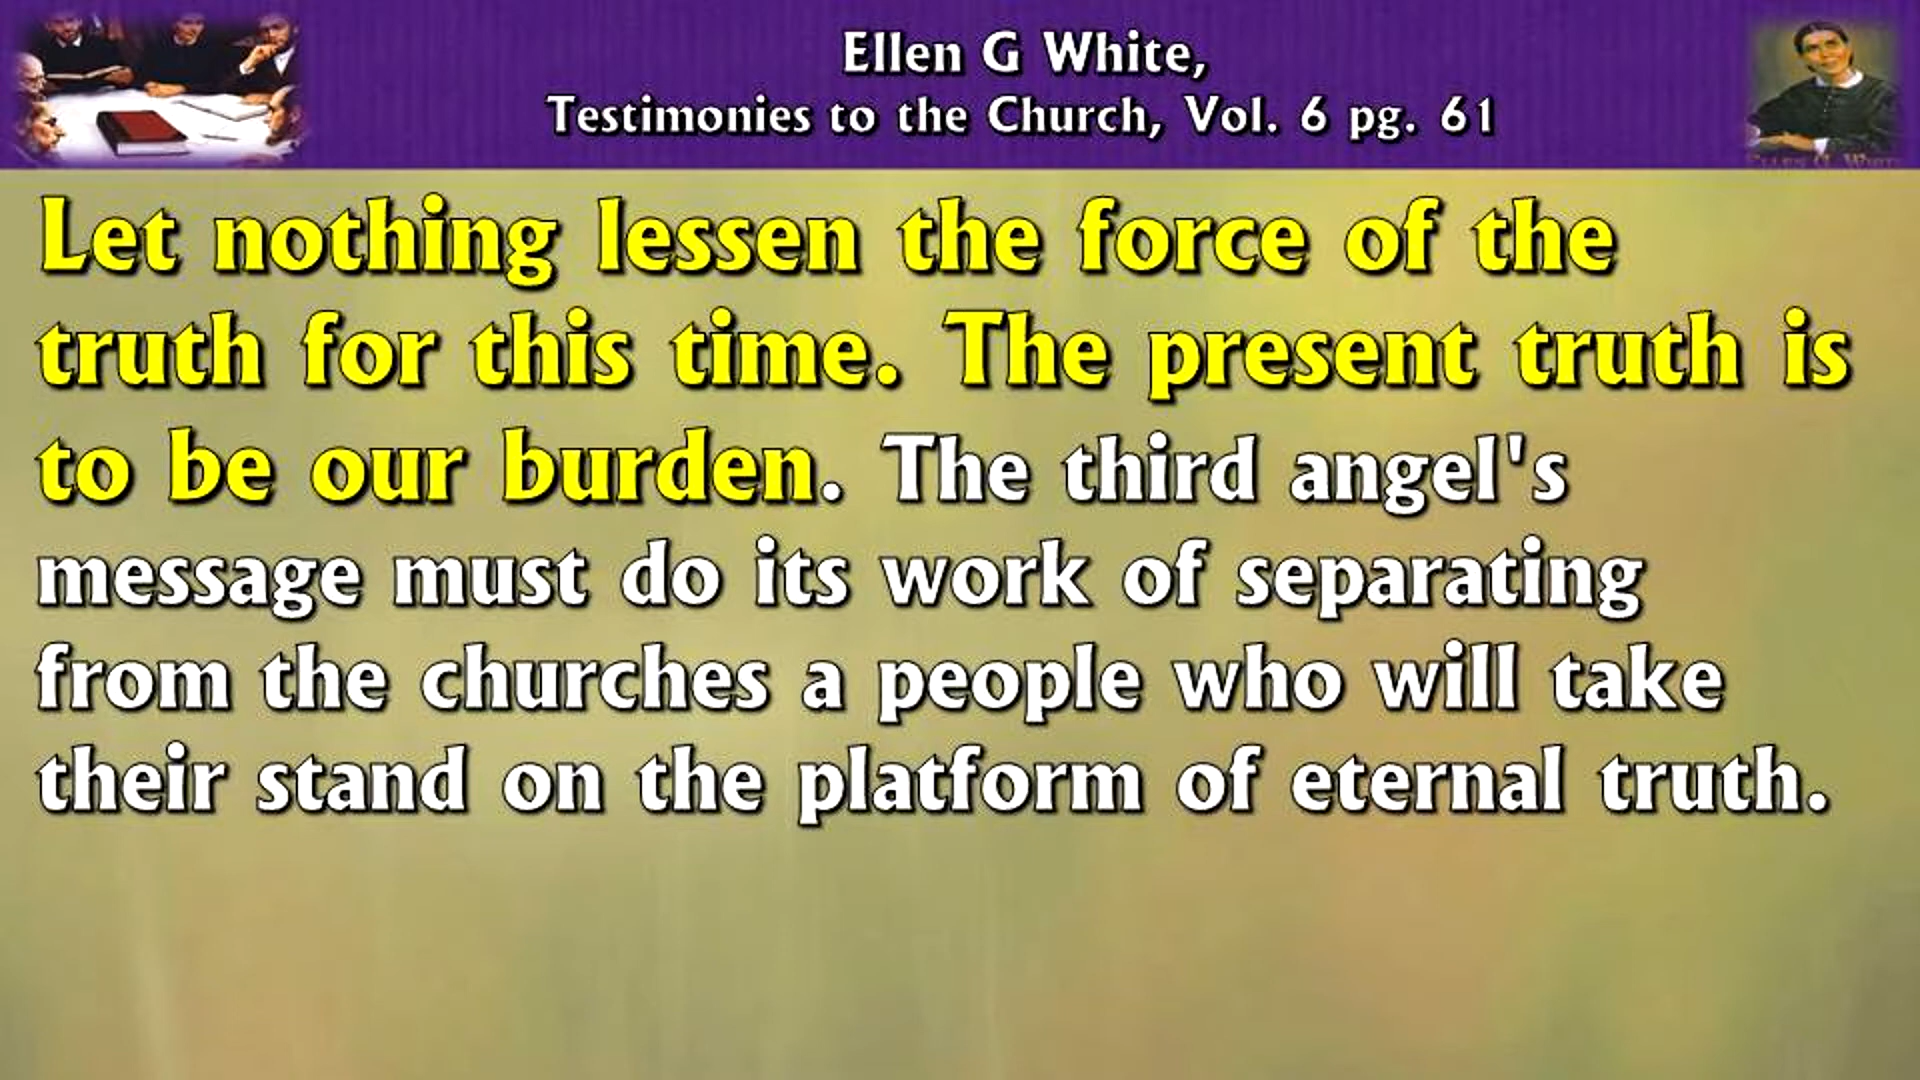 Ellen G White,
Testimonies to the Church, Vol. 6 pg. 61
ELLEN G. WHITE
Let nothing lessen the force of the
truth for this time. The present truth is
to be our burden. The third angel's
message must do its work of separating
from the churches a people who will take
their stand on the platform of eternal truth.